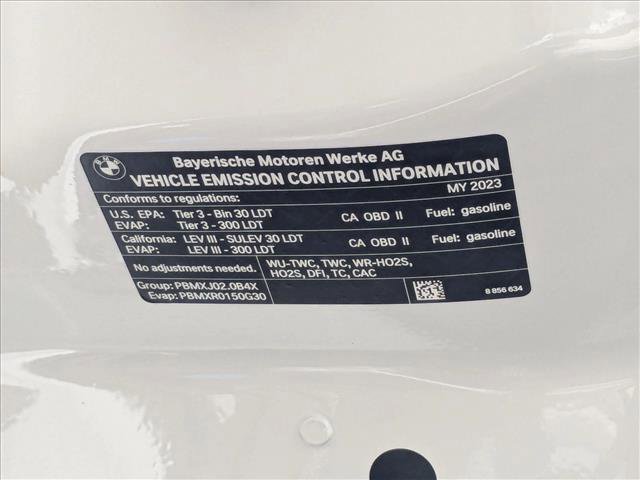 BMW
Bayerische Motoren Werke AG
VEHICLE EMISSION CONTROL INFORMATION
Conforms to regulations: MY 2023
U.S. EPA: Tier 3 - Bin 30 LDT CA OBD II Fuel: gasoline
EVAP: Tier 3 - 300 LDT
California: LEV III - SULEV 30 LDT CA OBD II Fuel: gasoline
EVAP: LEV III - 300 LDT
No adjustments needed. WU-TWC, TWC, WR-HO2S,
HO2S, DFI, TC, CAC
Group: PBMXJ02.0B4X
Evap: PBMXR0150G30 8 856 634